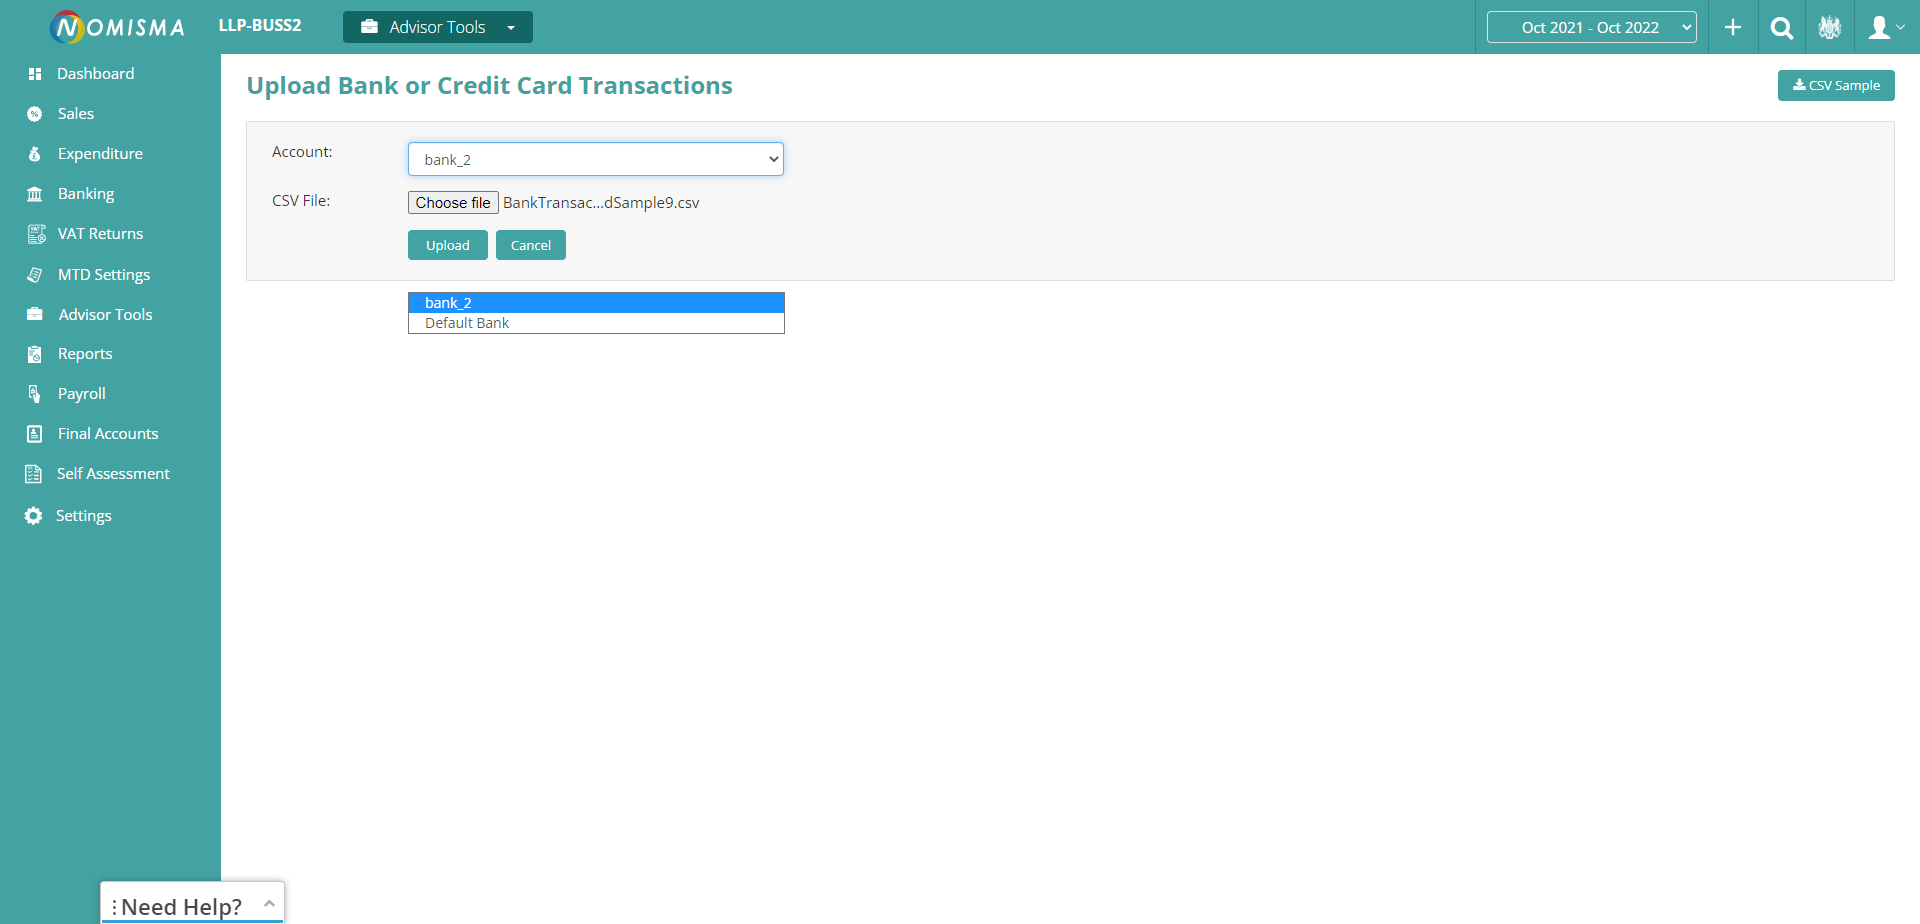 NOMISMA
LLP-BUSS2
Advisor Tools
Oct 2021 - Oct 2022
Dashboard
Sales
Expenditure
Banking
VAT Returns
MTD Settings
Advisor Tools
Reports
Payroll
Final Accounts
Self Assessment
Settings
Upload Bank or Credit Card Transactions
CSV Sample
Account:
bank_2
CSV File:
Choose file BankTransac...dSample9.csv
Upload Cancel
bank_2
Default Bank
Need Help?